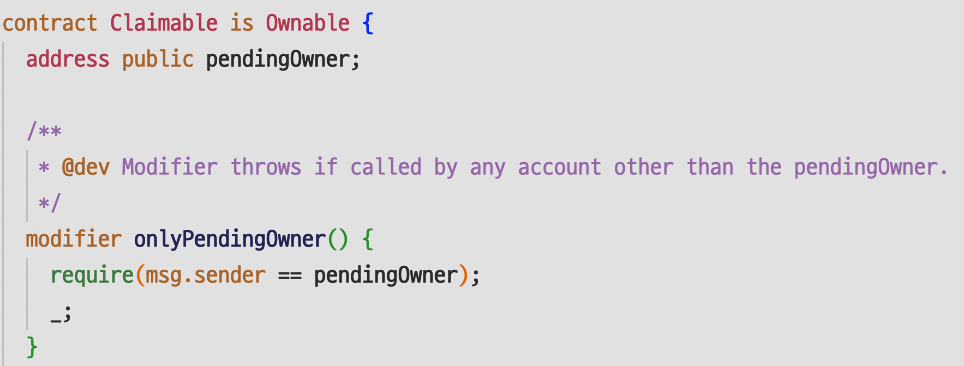 contract Claimable is Ownable {
address public pendingOwner;
/**
* @dev Modifier throws if called by any account other than the pendingOwner.
*/
modifier onlyPendingOwner() {
require(msg.sender == pendingOwner);
_;
}